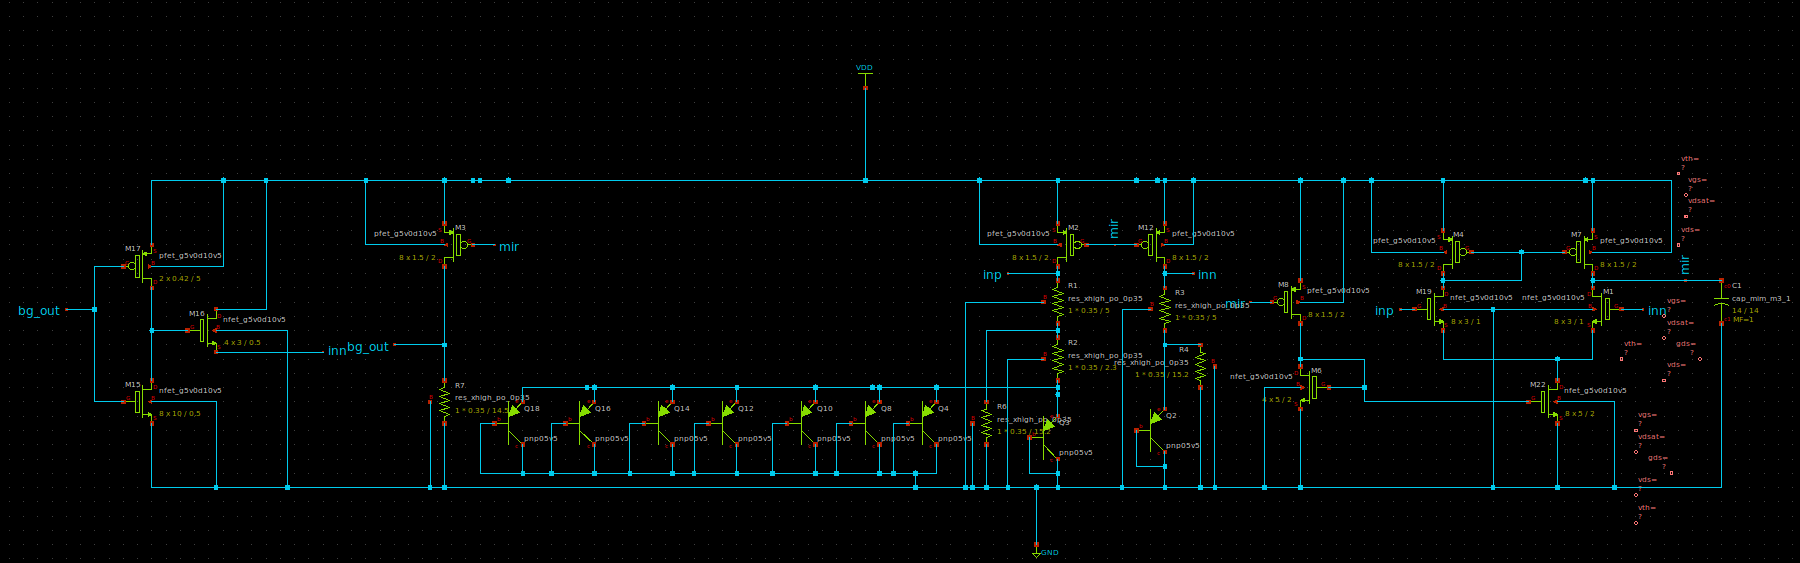 VDD
vth=
?
vgs=
?
vdsat=
?
vds=
?
M17
pfet_g5v0d10v5
2 x 0.42 / 5
M3
pfet_g5v0d10v5
8 x 1.5 / 2
mir
M2
pfet_g5v0d10v5
8 x 1.5 / 2
mir
M12
pfet_g5v0d10v5
8 x 1.5 / 2
M4
pfet_g5v0d10v5
8 x 1.5 / 2
M7
pfet_g5v0d10v5
8 x 1.5 / 2
mir
inp
inn
bg_out
M16
nfet_g5v0d10v5
4 x 3 / 0.5
inn
bg_out
R1
res_xhigh_po_0p35
1 * 0.35 / 5
R3
res_xhigh_po_0p35
1 * 0.35 / 5
mir
M8
pfet_g5v0d10v5
8 x 1.5 / 2
inp
M19
nfet_g5v0d10v5
8 x 3 / 1
M1
nfet_g5v0d10v5
8 x 3 / 1
inn
C1
cap_mim_m3_1
14 / 14
MF=1
vgs=
?
vdsat=
?
vth=
?
gds=
?
vds=
?
R2
res_xhigh_po_0p35
1 * 0.35 / 2.3
R4
res_xhigh_po_0p35
1 * 0.35 / 15.2
M6
nfet_g5v0d10v5
4 x 5 / 2
M22
nfet_g5v0d10v5
8 x 5 / 2
M15
nfet_g5v0d10v5
8 x 10 / 0.5
R7
res_xhigh_po_0p35
1 * 0.35 / 14.5
Q18
pnp05v5
Q16
pnp05v5
Q14
pnp05v5
Q12
pnp05v5
Q10
pnp05v5
Q8
pnp05v5
Q4
pnp05v5
R6
res_xhigh_po_0p35
1 * 0.35 / 15.2
pnp05v5
Q2
pnp05v5
vgs=
?
vdsat=
?
gds=
?
vds=
?
vth=
?
GND